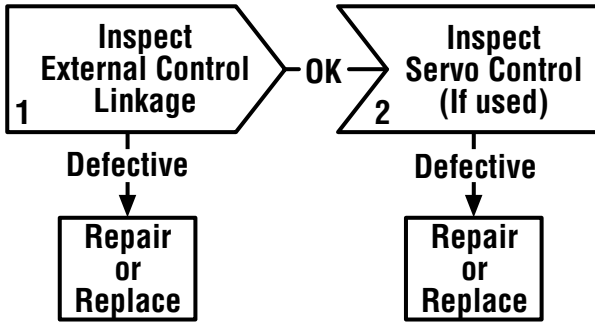 Inspect
External Control
Linkage
1
OK
Inspect
Servo Control
(If used)
2
Defective
Defective
Repair
or
Replace
Repair
or
Replace